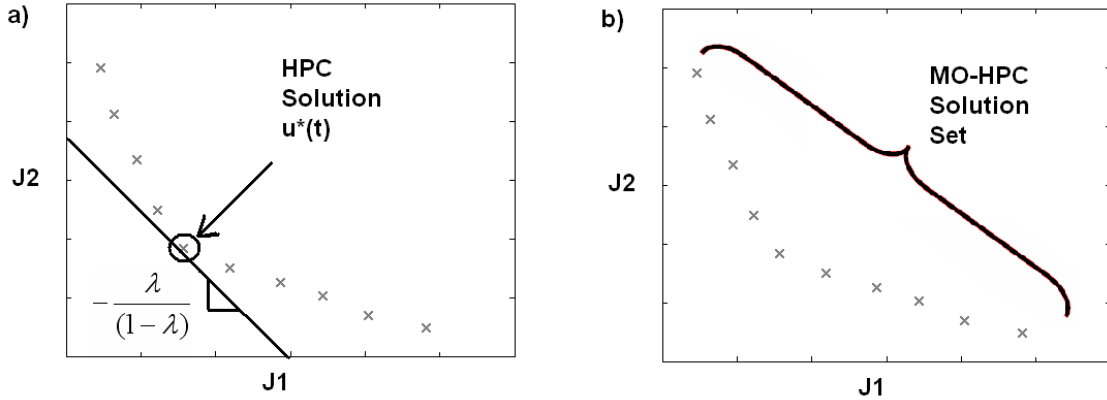 a)
HPC
Solution
u*(t)
J2
−λ/(1−λ)
J1
b)
MO-HPC
Solution
Set
J2
J1